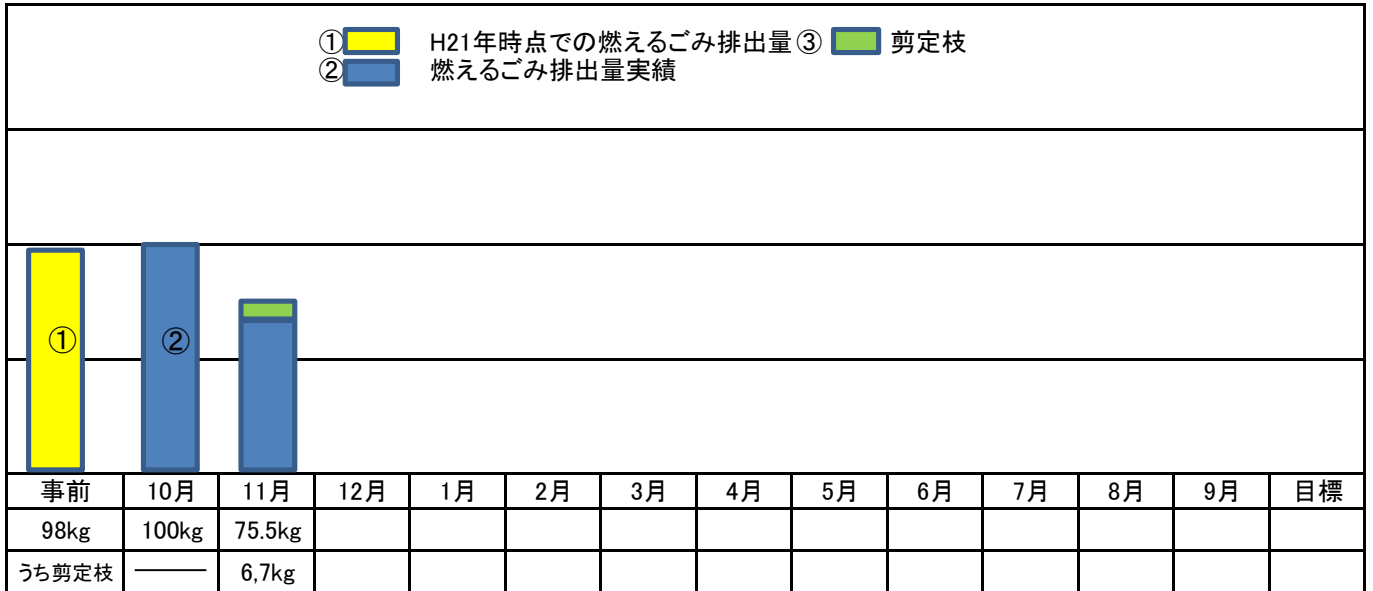 ① H21年時点での燃えるごみ排出量③ 剪定枝
② 燃えるごみ排出量実績
① ②
事前 10月 11月 12月 1月 2月 3月 4月 5月 6月 7月 8月 9月 目標
98kg 100kg 75.5kg
うち剪定枝 ―― 6,7kg